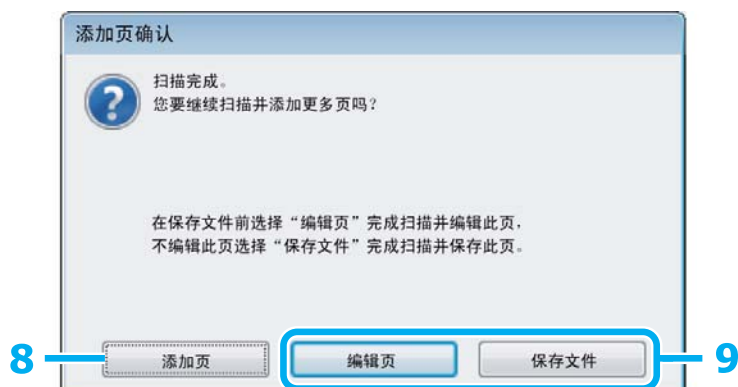 添加页确认
扫描完成。
您要继续扫描并添加更多页吗?
在保存文件前选择“编辑页”完成扫描并编辑此页,
不编辑此页选择“保存文件”完成扫描并保存此页。
8 添加页 编辑页 保存文件 9